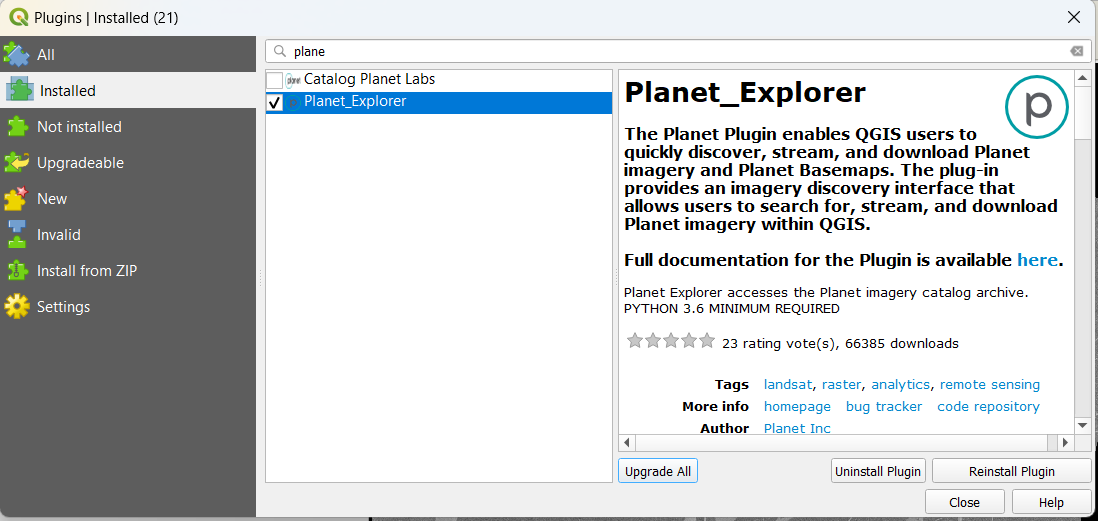 Plugins | Installed (21)
All
Installed
Not installed
Upgradeable
New
Invalid
Install from ZIP
Settings
plane
Catalog Planet Labs
Planet_Explorer
Planet_Explorer
p
The Planet Plugin enables QGIS users to
quickly discover, stream, and download Planet
imagery and Planet Basemaps. The plug-in
provides an imagery discovery interface that
allows users to search for, stream, and download
Planet imagery within QGIS.
Full documentation for the Plugin is available here.
Planet Explorer accesses the Planet imagery catalog archive.
PYTHON 3.6 MINIMUM REQUIRED
23 rating vote(s), 66385 downloads
Tags landsat, raster, analytics, remote sensing
More info homepage bug tracker code repository
Author Planet Inc
Upgrade All
Uninstall Plugin
Reinstall Plugin
Close
Help